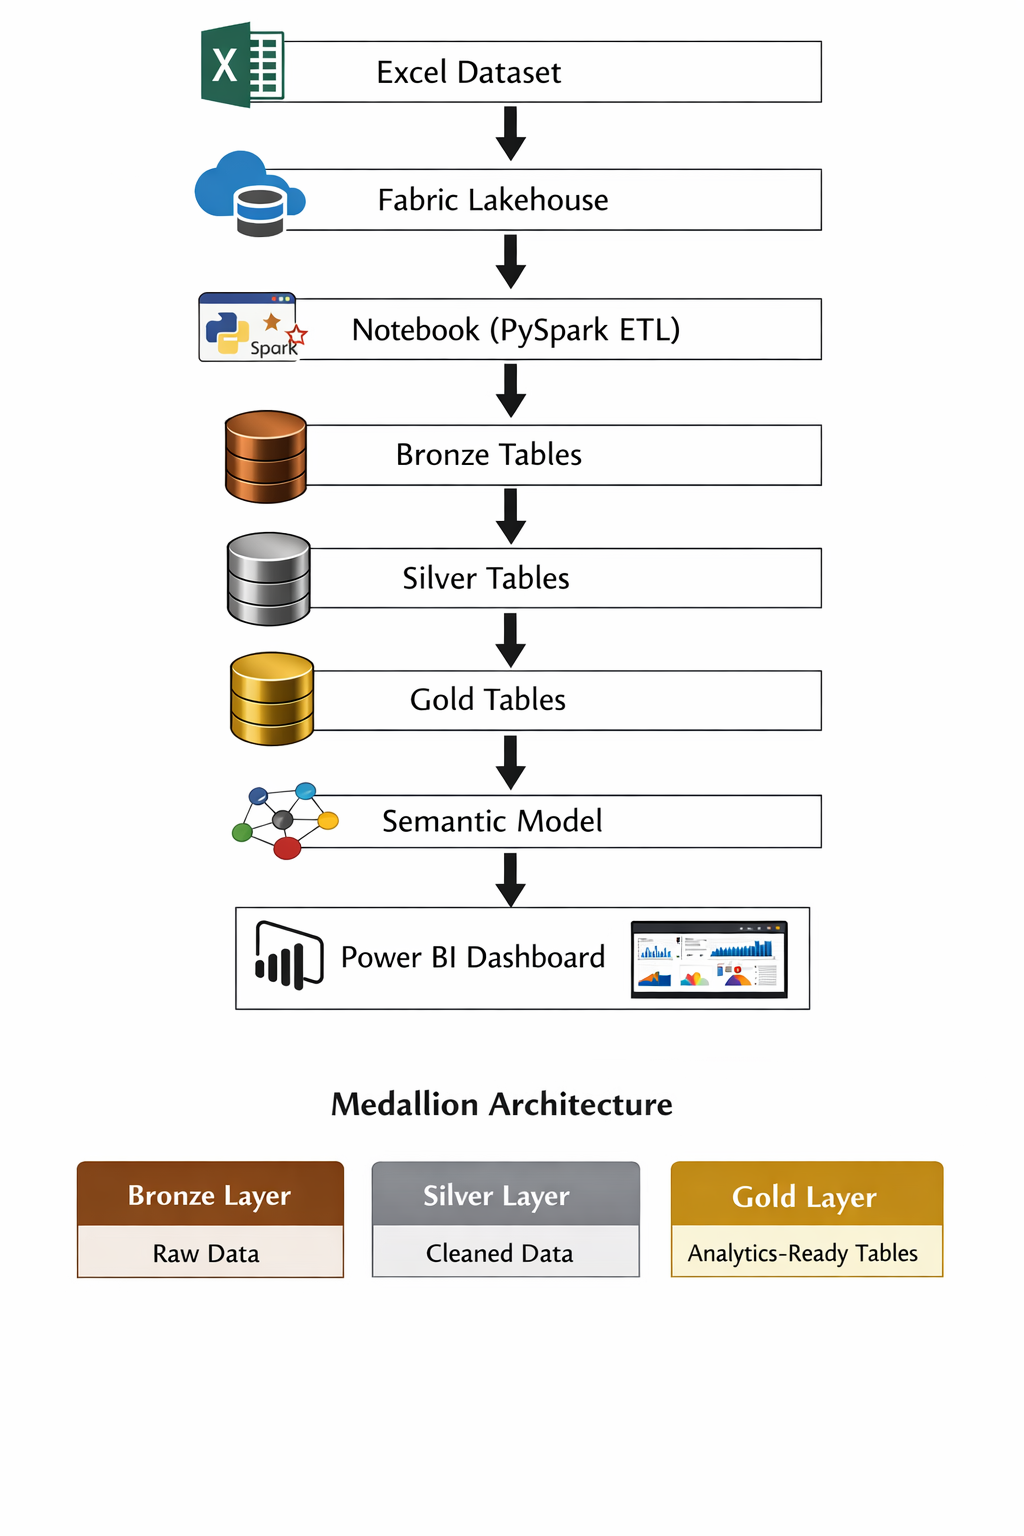 X
Excel Dataset
Fabric Lakehouse
Spark
Notebook (PySpark ETL)
Bronze Tables
Silver Tables
Gold Tables
Semantic Model
Power BI Dashboard
Medallion Architecture
Bronze Layer
Silver Layer
Gold Layer
Raw Data
Cleaned Data
Analytics-Ready Tables